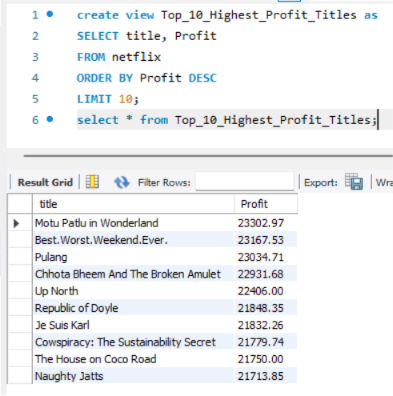 1 create view Top_10_Highest_Profit_Titles as
2 SELECT title, Profit
3 FROM netflix
4 ORDER BY Profit DESC
5 LIMIT 10;
6 select * from Top_10_Highest_Profit_Titles;
Result Grid Filter Rows: Export: Wra
title Profit
Motu Patlu in Wonderland 23302.97
Best.Worst.Weekend.Ever. 23167.53
Pulang 23034.71
Chhota Bheem And The Broken Amulet 22931.68
Up North 22406.00
Republic of Doyle 21848.35
Je Suis Karl 21832.26
Cowspiracy: The Sustainability Secret 21779.74
The House on Coco Road 21750.00
Naughty Jatts 21713.85